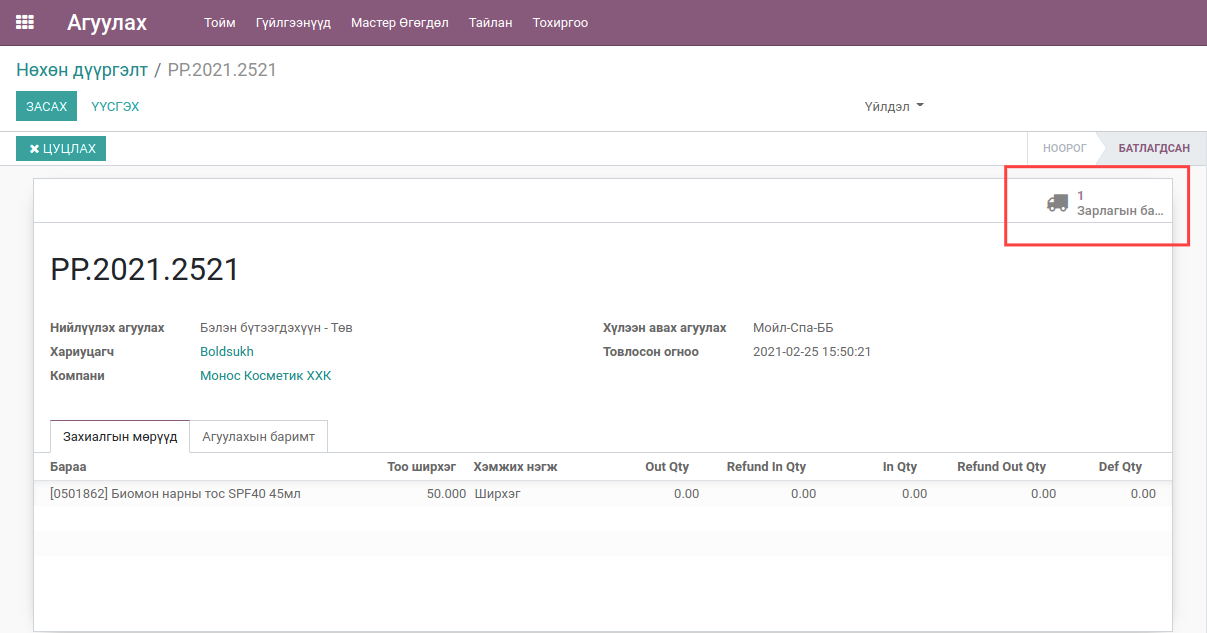 Агуулах Тойм Гүйлгээнүүд Мастер Өгөгдөл Тайлан Тохиргоо
Нөхөн дүүргэлт / PP.2021.2521
ЗАСАХ ҮҮСГЭХ Үйлдэл
ЦУЦЛАХ НООРОГ БАТЛАГДСАН
1
Зарлагын ба...
PP.2021.2521
Нийлүүлэх агуулах Бэлэн бүтээгдэхүүн - Төв Хүлээн авах агуулах Мойл-Спа-ББ
Хариуцагч Boldsukh Товлосон огноо 2021-02-25 15:50:21
Компани Монос Косметик ХХК
Захиалгын мөрүүд Агуулахын баримт
Бараа Тоо ширхэг Хэмжих нэгж Out Qty Refund In Qty In Qty Refund Out Qty Def Qty
[0501862] Биомон нарны тос SPF40 45мл 50.000 Ширхэг 0.00 0.00 0.00 0.00 0.00